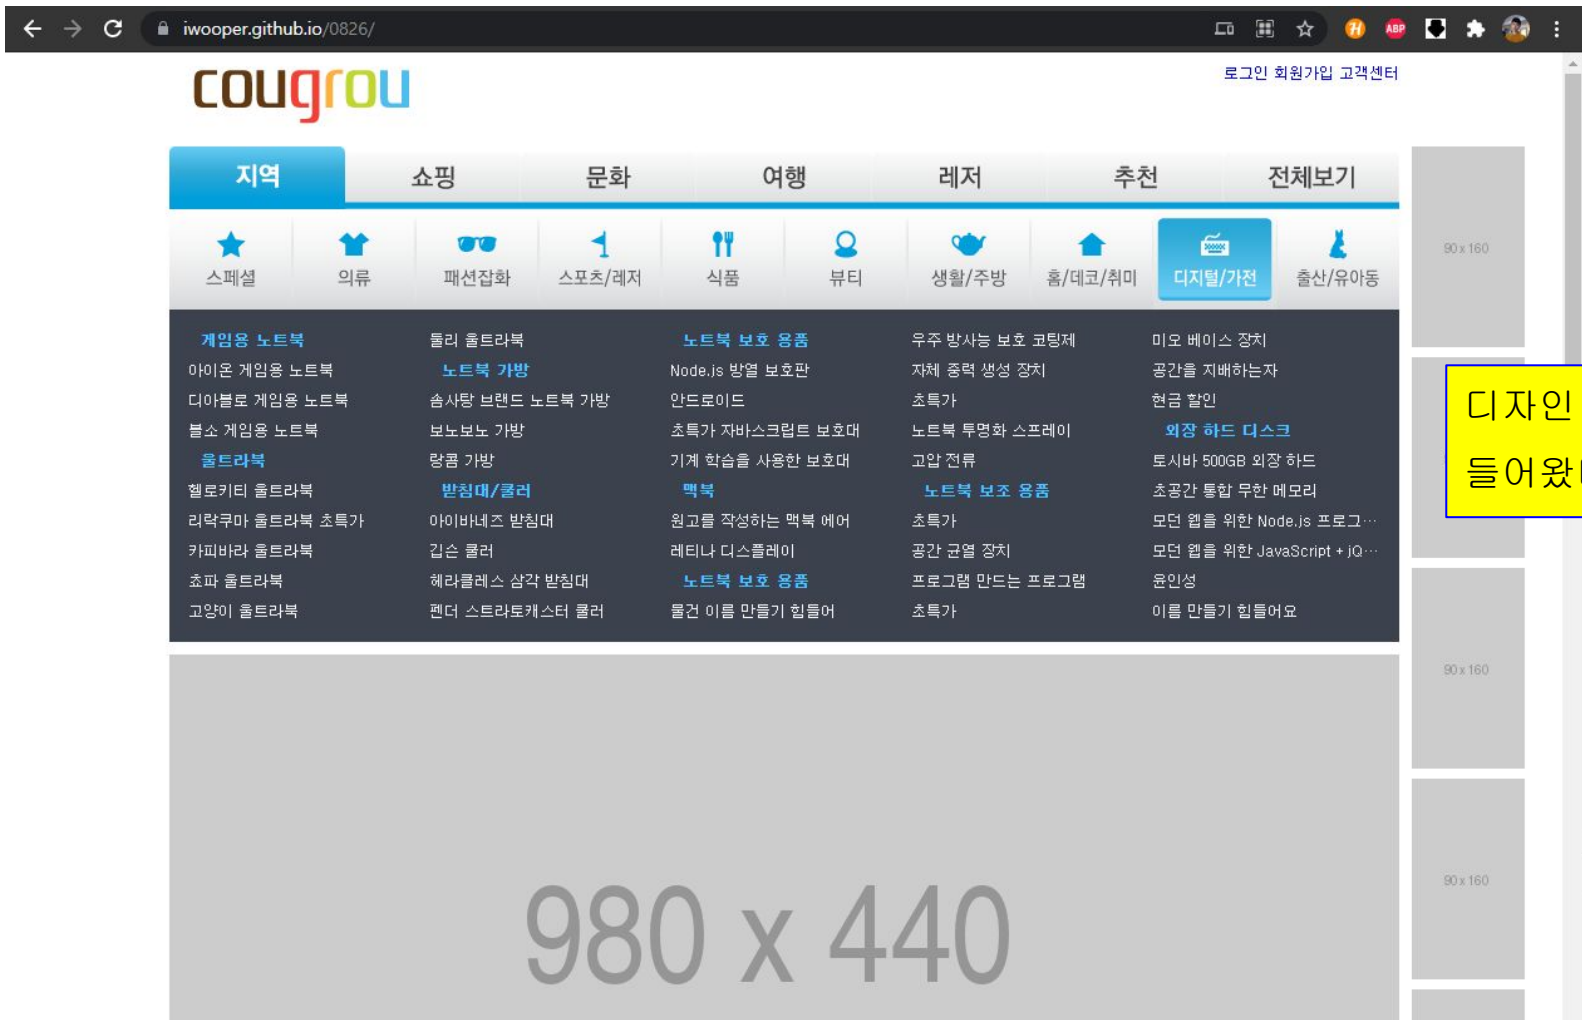 iwooper.github.io/0826/
ABP
cougrou
로그인 회원가입 고객센터
지역 쇼핑 문화 여행 레저 추천 전체보기
스페셜 의류 패션잡화 스포츠/레저 식품 뷰티 생활/주방 홈/데코/취미 디지털/가전 출산/유아동
게임용 노트북
아이온 게임용 노트북
디아블로 게임용 노트북
블소 게임용 노트북
울트라북
헬로키티 울트라북
리락쿠마 울트라북 초특가
카피바라 울트라북
쵸파 울트라북
고양이 울트라북
둘리 울트라북
노트북 가방
솜사탕 브랜드 노트북 가방
보노보노 가방
랑콤 가방
받침대/쿨러
아이바네즈 받침대
깁슨 쿨러
헤라클레스 삼각 받침대
펜더 스트라토캐스터 쿨러
노트북 보호 용품
Node.js 방열 보호판
안드로이드
초특가 자바스크립트 보호대
기계 학습을 사용한 보호대
맥북
원고를 작성하는 맥북 에어
레티나 디스플레이
노트북 보호 용품
물건 이름 만들기 힘들어
우주 방사능 보호 코팅제
자체 중력 생성 장치
초특가
노트북 투명화 스프레이
고압 전류
노트북 보조 용품
초특가
공간 균열 장치
프로그램 만드는 프로그램
초특가
미오 베이스 장치
공간을 지배하는자
현금 할인
외장 하드 디스크
토시바 500GB 외장 하드
초공간 통합 무한 메모리
모던 웹을 위한 Node.js 프로그…
모던 웹을 위한 JavaScript + jQ…
윤인성
이름 만들기 힘들어요
980 x 440
90 x 160
디자인
들어왔
90 x 160
90 x 160